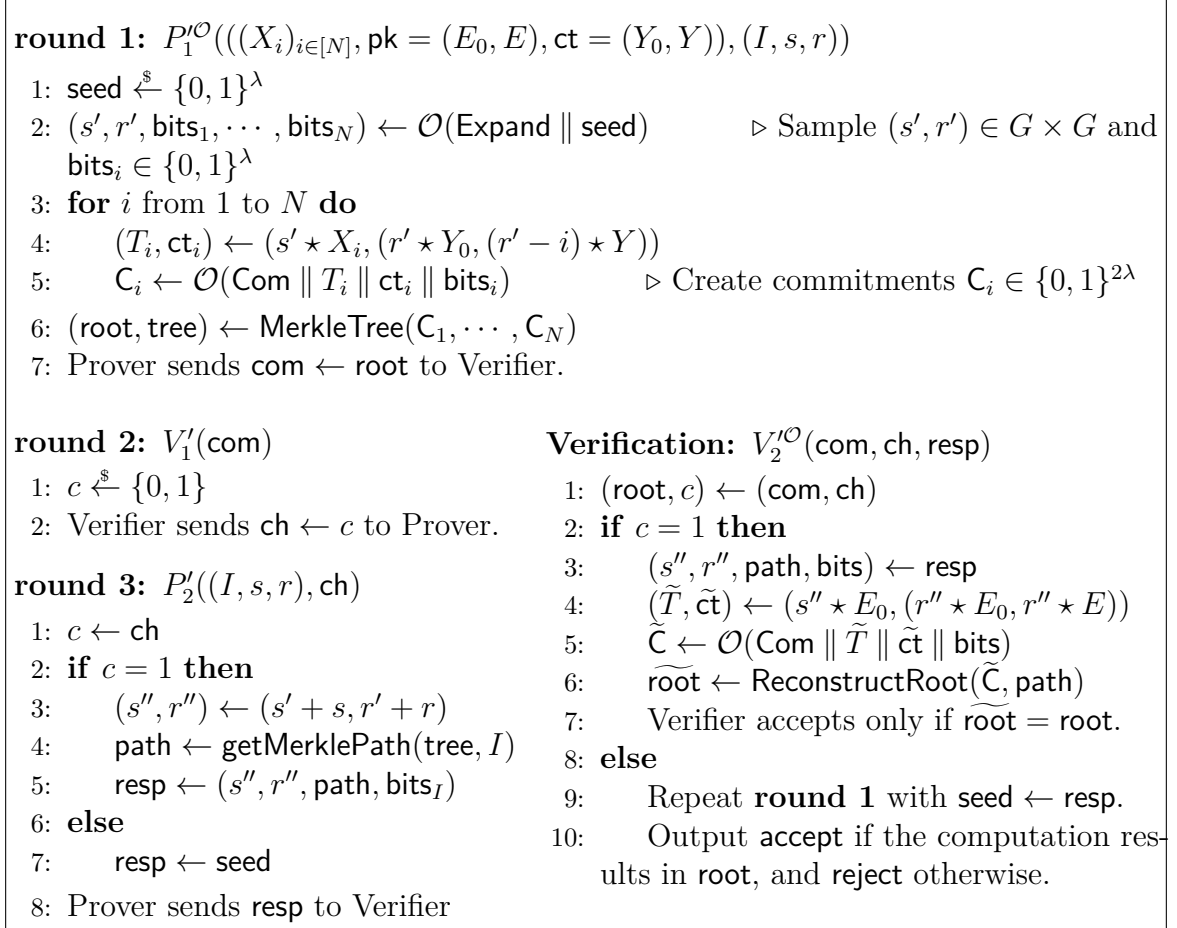 round 1: P₁′ᴼ(((Xᵢ)ᵢ∈[N], pk = (E₀, E), ct = (Y₀, Y)), (I, s, r))
1: seed ←$ {0, 1}^λ
2: (s′, r′, bits₁, ⋯ , bits_N) ← 𝒪(Expand ∥ seed) ▷ Sample (s′, r′) ∈ G × G and
bitsᵢ ∈ {0, 1}^λ
3: for i from 1 to N do
4: (Tᵢ, ctᵢ) ← (s′ ⋆ Xᵢ, (r′ ⋆ Y₀, (r′ − i) ⋆ Y))
5: Cᵢ ← 𝒪(Com ∥ Tᵢ ∥ ctᵢ ∥ bitsᵢ) ▷ Create commitments Cᵢ ∈ {0, 1}^{2λ}
6: (root, tree) ← MerkleTree(C₁, ⋯ , C_N)
7: Prover sends com ← root to Verifier.
round 2: V₁′(com)
1: c ←$ {0, 1}
2: Verifier sends ch ← c to Prover.
round 3: P₂′((I, s, r), ch)
1: c ← ch
2: if c = 1 then
3: (s″, r″) ← (s′ + s, r′ + r)
4: path ← getMerklePath(tree, I)
5: resp ← (s″, r″, path, bits_I)
6: else
7: resp ← seed
8: Prover sends resp to Verifier
Verification: V₂′ᴼ(com, ch, resp)
1: (root, c) ← (com, ch)
2: if c = 1 then
3: (s″, r″, path, bits) ← resp
4: (T̃, c͠t) ← (s″ ⋆ E₀, (r″ ⋆ E₀, r″ ⋆ E))
5: C̃ ← 𝒪(Com ∥ T̃ ∥ c͠t ∥ bits)
6: r͠oot ← ReconstructRoot(C̃, path)
7: Verifier accepts only if r͠oot = root.
8: else
9: Repeat round 1 with seed ← resp.
10: Output accept if the computation res-
ults in root, and reject otherwise.